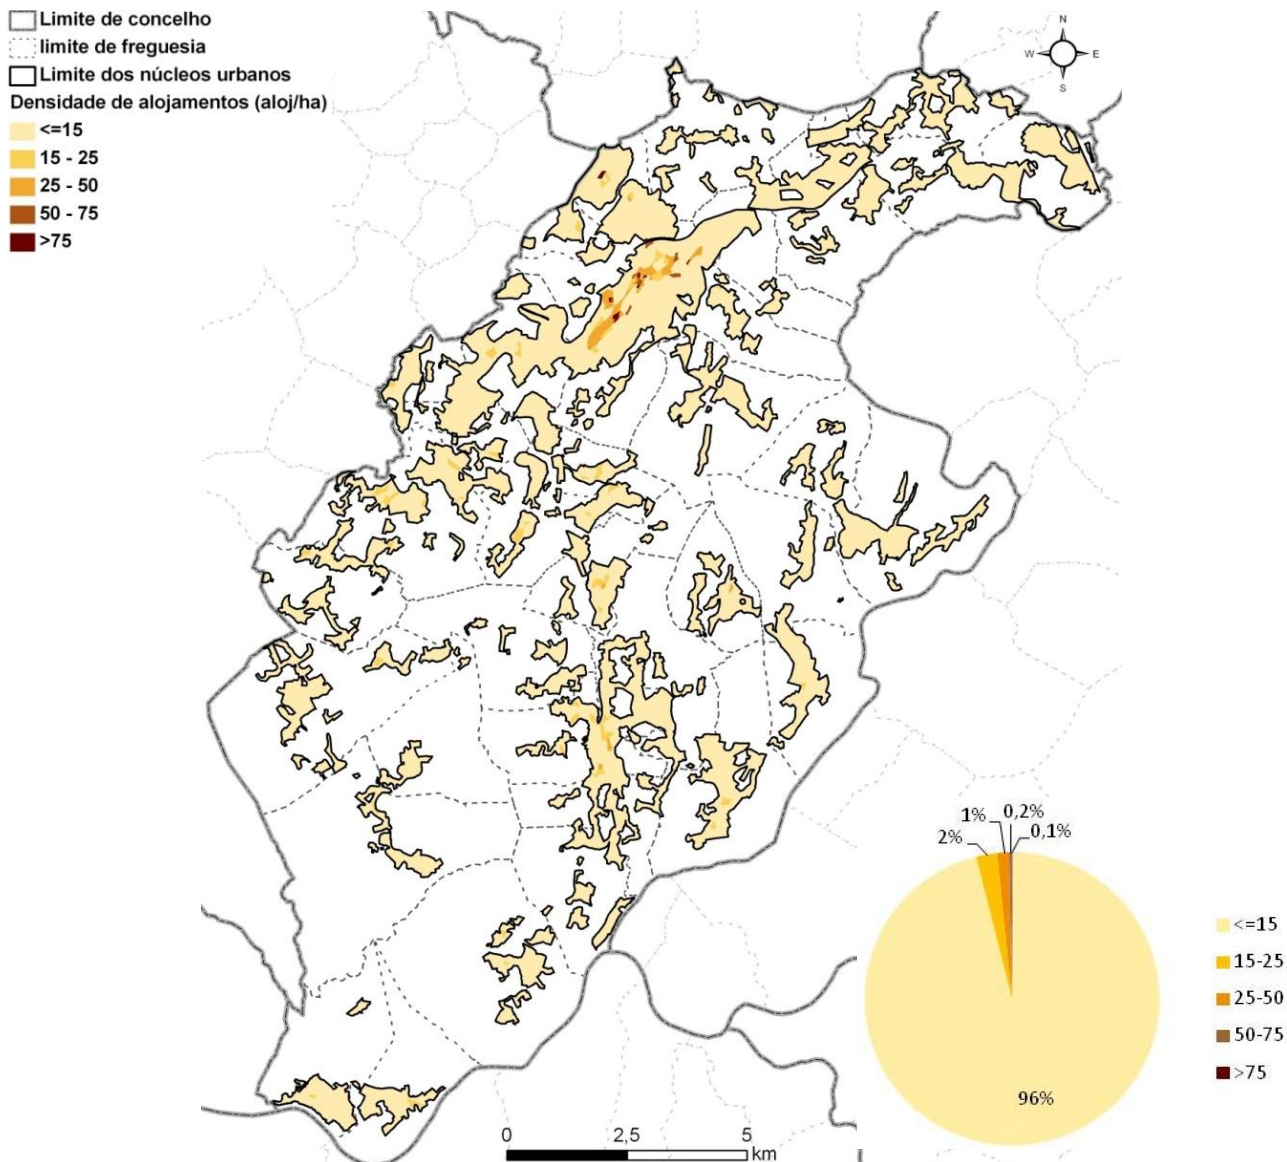 Limite de concelho
limite de freguesia
Limite dos núcleos urbanos
Densidade de alojamentos (aloj/ha)
<=15
15 - 25
25 - 50
50 - 75
>75
N
W E
S
1% 0,2%
2% 0,1%
96%
<=15
15-25
25-50
50-75
>75
0 2,5 5
km